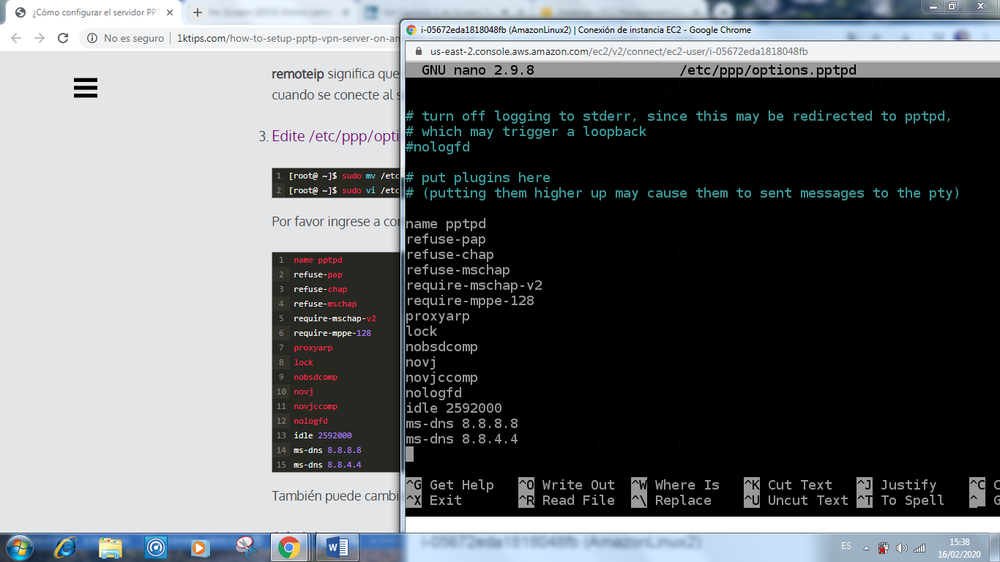 ¿Cómo configurar el servidor PPT
No es seguro
1ktips.com/how-to-setup-pptp-vpn-server-on-am
remoteip significa que
cuando se conecte al s
3. Edite /etc/ppp/opti
1 [root@ ~]$ sudo mv /etc
2 [root@ ~]$ sudo vi /etc
Por favor ingrese a con
1 name pptpd
2 refuse-pap
3 refuse-chap
4 refuse-mschap
5 require-mschap-v2
6 require-mppe-128
7 proxyarp
8 lock
9 nobsdcomp
10 novj
11 novjccomp
12 nologfd
13 idle 2592000
14 ms-dns 8.8.8.8
15 ms-dns 8.8.4.4
También puede cambi
i-05672eda1818048fb (AmazonLinux2) | Conexión de instancia EC2 - Google Chrome
us-east-2.console.aws.amazon.com/ec2/v2/connect/ec2-user/i-05672eda1818048fb
GNU nano 2.9.8 /etc/ppp/options.pptpd
# turn off logging to stderr, since this may be redirected to pptpd,
# which may trigger a loopback
#nologfd
# put plugins here
# (putting them higher up may cause them to sent messages to the pty)
name pptpd
refuse-pap
refuse-chap
refuse-mschap
require-mschap-v2
require-mppe-128
proxyarp
lock
nobsdcomp
novj
novjccomp
nologfd
idle 2592000
ms-dns 8.8.8.8
ms-dns 8.8.4.4
^G Get Help ^O Write Out ^W Where Is ^K Cut Text ^J Justify ^C C
^X Exit ^R Read File ^\ Replace ^U Uncut Text ^T To Spell ^_ G
i-05672eda1818048fb (AmazonLinux2)
ES
15:38
16/02/2020